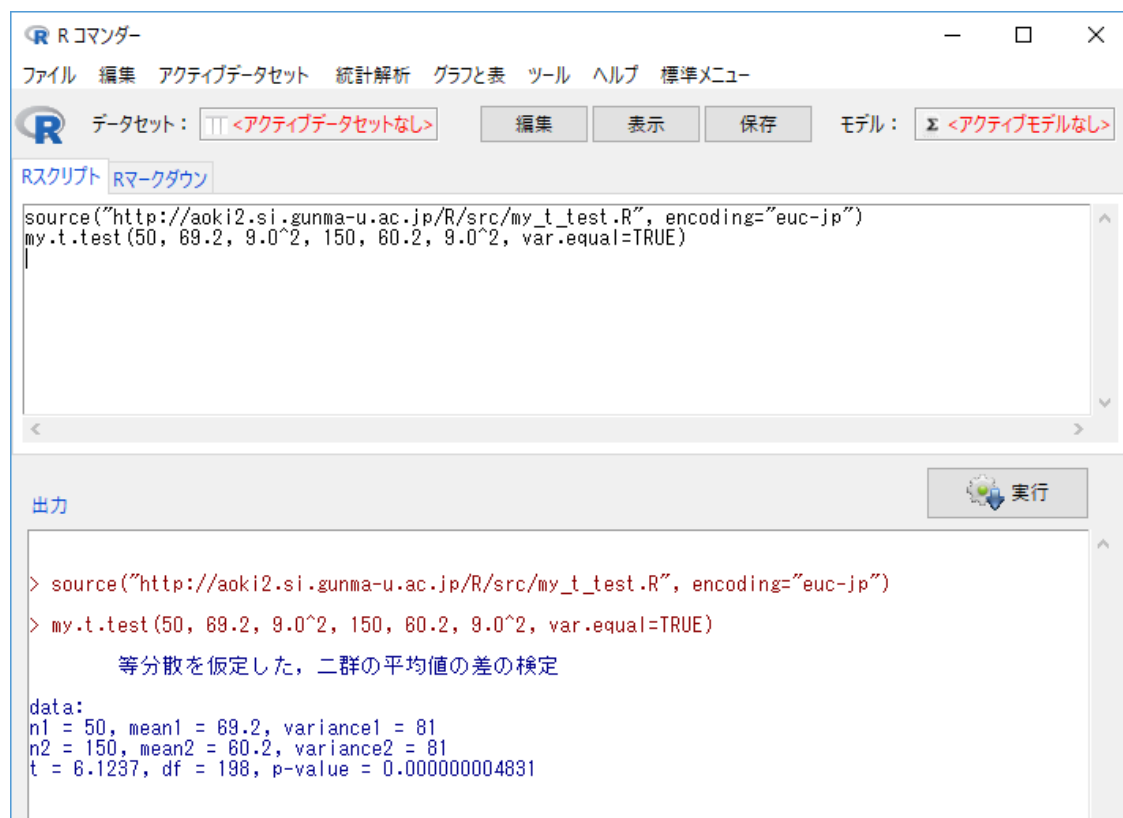 R コマンダー
ファイル 編集 アクティブデータセット 統計解析 グラフと表 ツール ヘルプ 標準メニュー
R データセット： <アクティブデータセットなし> 編集 表示 保存 モデル： Σ <アクティブモデルなし>
Rスクリプト Rマークダウン
source("http://aoki2.si.gunma-u.ac.jp/R/src/my_t_test.R", encoding="euc-jp")
my.t.test(50, 69.2, 9.0^2, 150, 60.2, 9.0^2, var.equal=TRUE)
出力 実行
> source("http://aoki2.si.gunma-u.ac.jp/R/src/my_t_test.R", encoding="euc-jp")
> my.t.test(50, 69.2, 9.0^2, 150, 60.2, 9.0^2, var.equal=TRUE)
等分散を仮定した，二群の平均値の差の検定
data:
n1 = 50, mean1 = 69.2, variance1 = 81
n2 = 150, mean2 = 60.2, variance2 = 81
t = 6.1237, df = 198, p-value = 0.000000004831